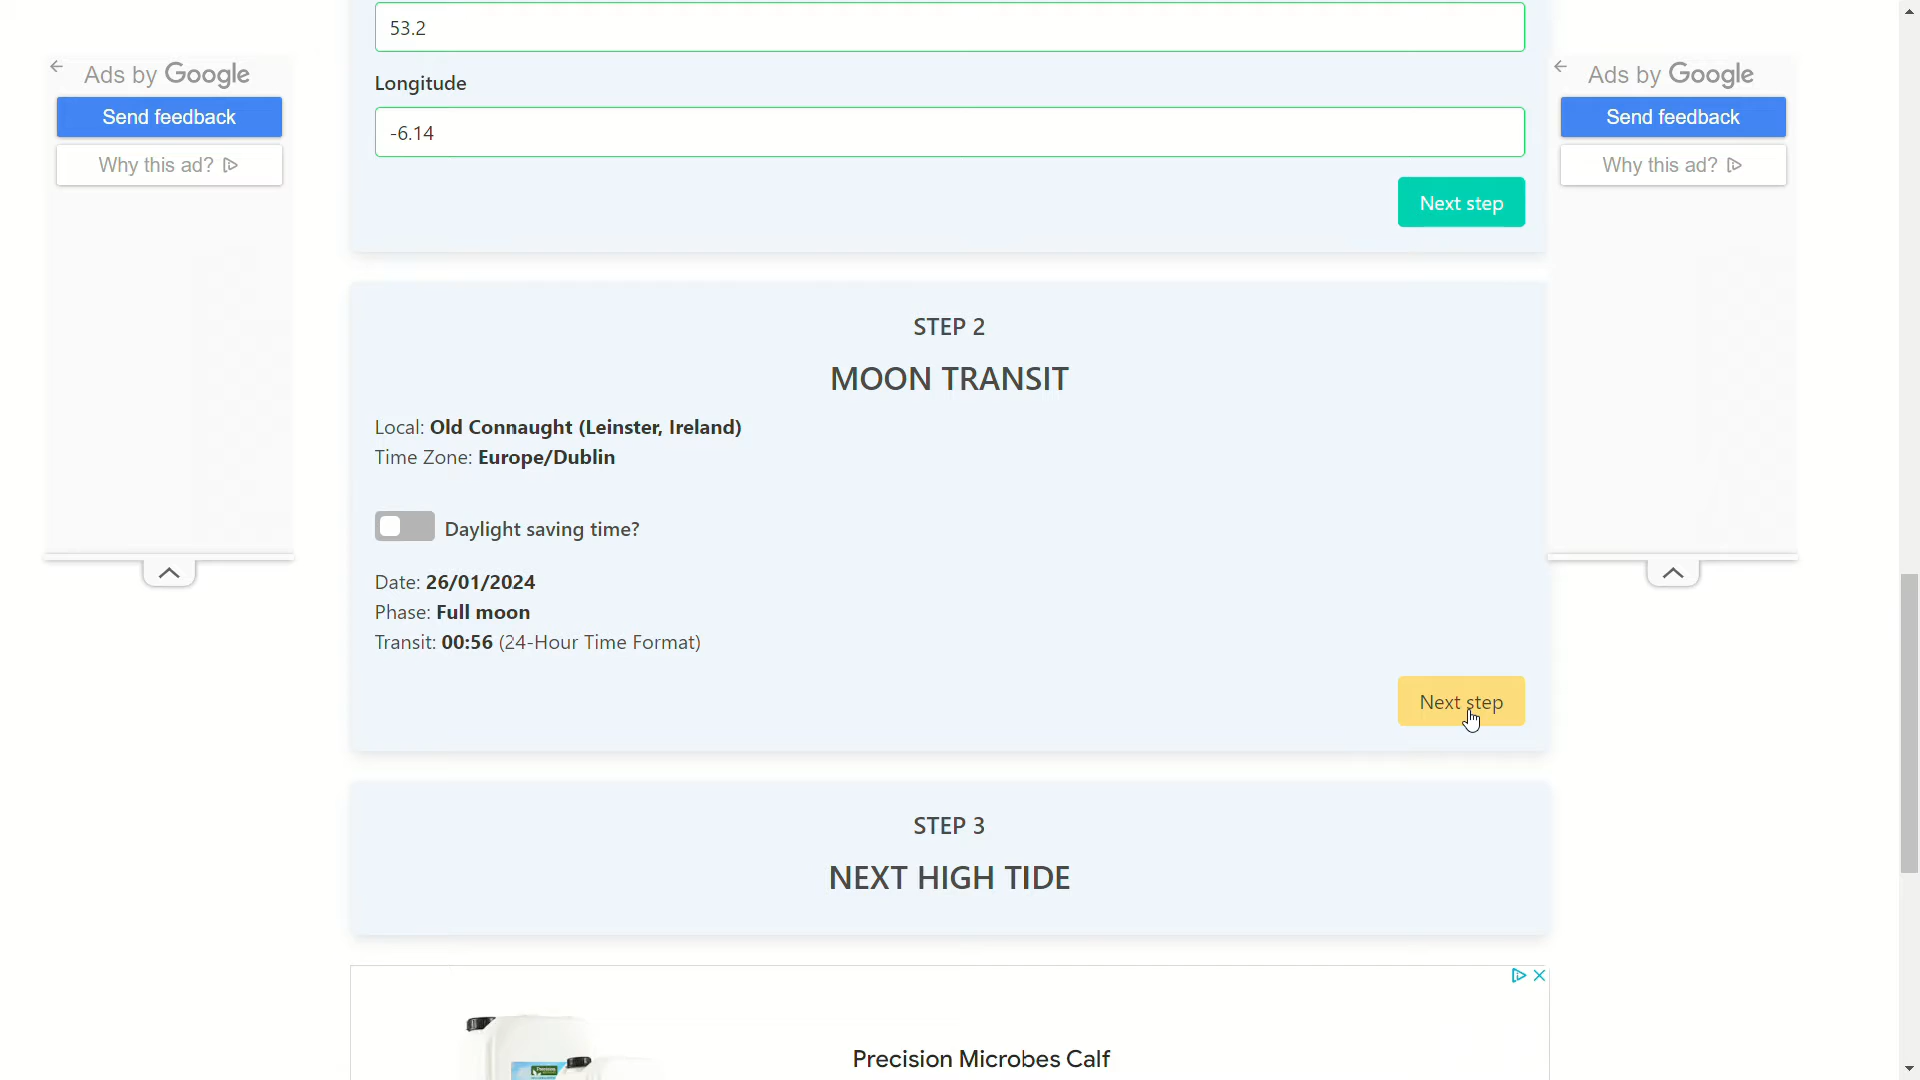 53.2
Ads by Google
Ads by Google
Longitude
Send feedback
Send feedback
-6.14
Why this ad?
Why this ad?
Next step
STEP 2
MOON TRANSIT
Local: Old Connaught (Leinster, Ireland)
Time Zone: Europe/Dublin
Daylight saving time?
Date: 26/01/2024
Phase: Full moon
Transit: 00:56 (24-Hour Time Format)
Next step
STEP 3
NEXT HIGH TIDE
Precision Microbes Calf